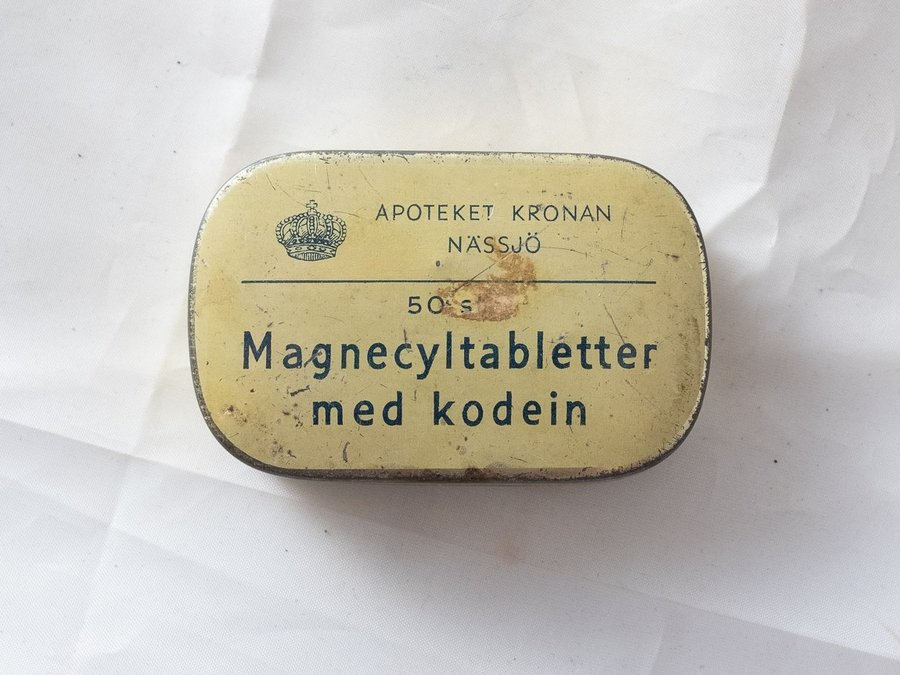 APOTEKET KRONAN
NÄSSJÖ
50
Magnecyltabletter
med kodein